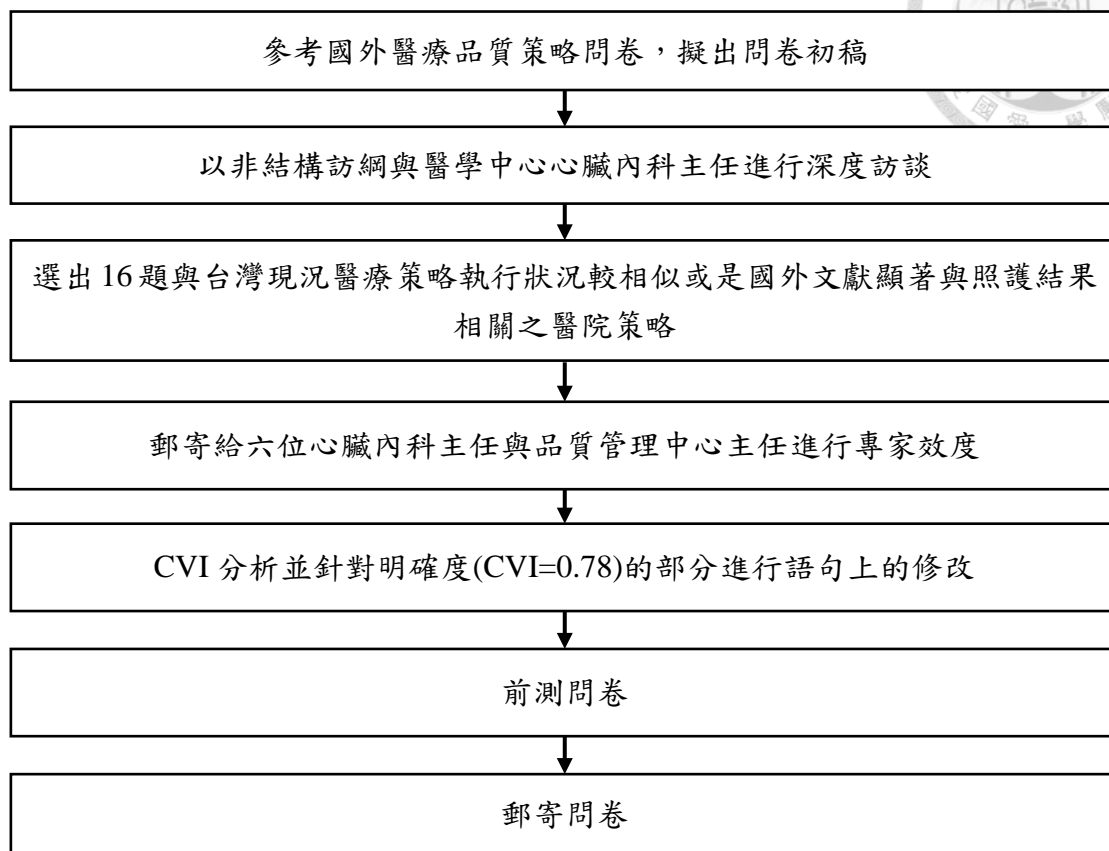 參考國外醫療品質策略問卷，擬出問卷初稿
以非結構訪綱與醫學中心心臟內科主任進行深度訪談
選出16題與台灣現況醫療策略執行狀況較相似或是國外文獻顯著與照護結果
相關之醫院策略
郵寄給六位心臟內科主任與品質管理中心主任進行專家效度
CVI 分析並針對明確度(CVI=0.78)的部分進行語句上的修改
前測問卷
郵寄問卷